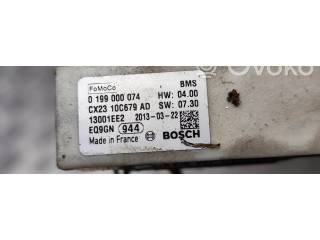 FoMoCo BMS
0 199 000 074 HW: 04.00
CX23 10C679 AD SW: 07.30
13001EE2 2013-03-22
EQ9GN 944
Made in France BOSCH
OVOKO